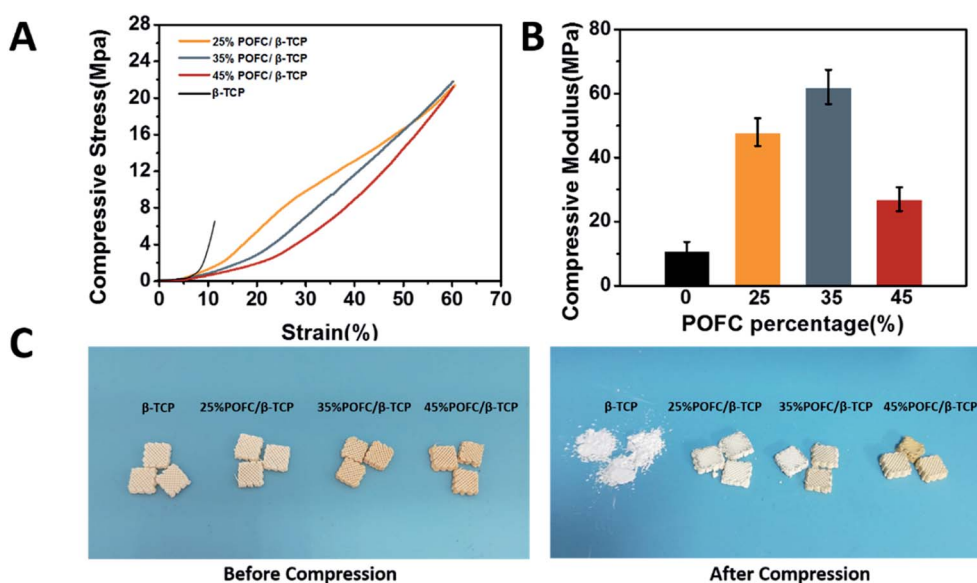 A
Compressive Stress(Mpa)
28
24
20
16
12
8
4
0
25% POFC/ β-TCP
35% POFC/ β-TCP
45% POFC/ β-TCP
β-TCP
0 10 20 30 40 50 60 70
Strain(%)
B
Compressive Modulus(MPa)
80
60
40
20
0
0 25 35 45
POFC percentage(%)
C
β-TCP 25%POFC/β-TCP 35%POFC/β-TCP 45%POFC/β-TCP
Before Compression
β-TCP 25%POFC/β-TCP 35%POFC/β-TCP 45%POFC/β-TCP
After Compression